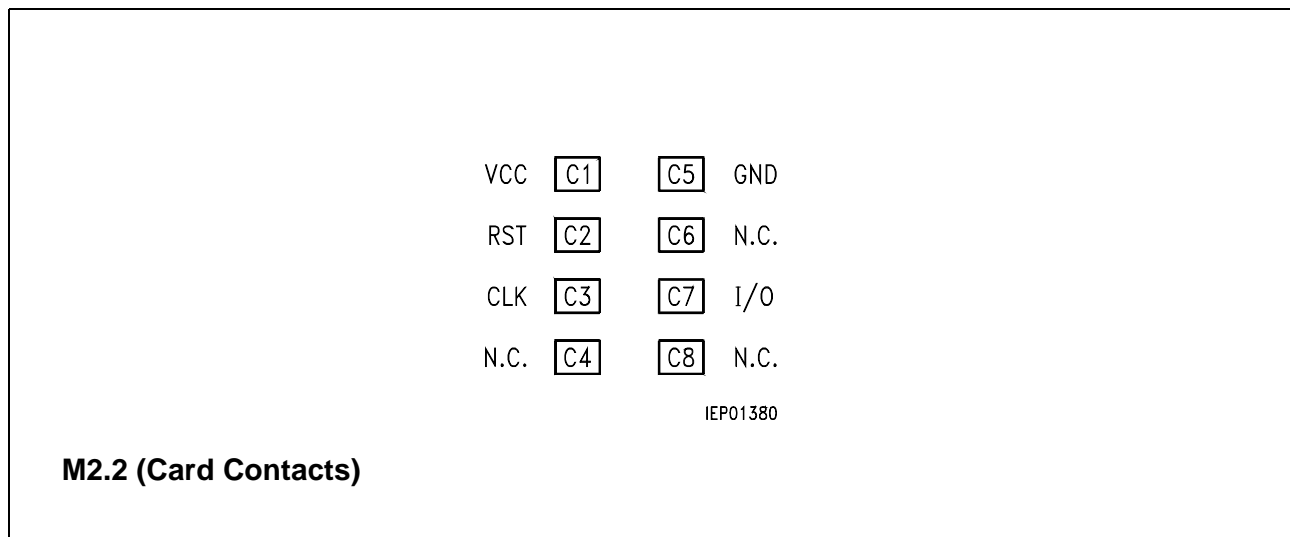 VCC C1 C5 GND
RST C2 C6 N.C.
CLK C3 C7 I/O
N.C. C4 C8 N.C.
IEP01380
M2.2 (Card Contacts)